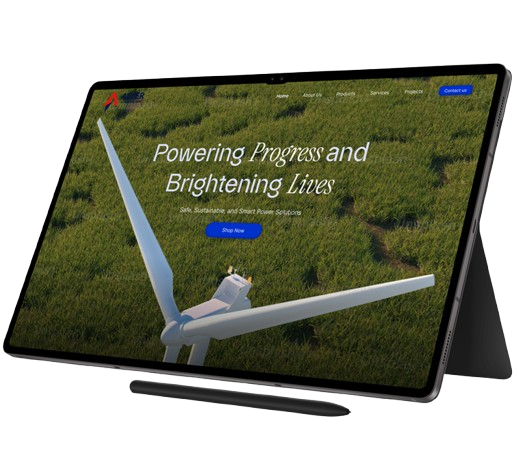 Home
About Us
Products
Services
Projects
Contact us
Powering Progress and
Brightening Lives
Safe, Sustainable, and Smart Power Solutions
Shop Now